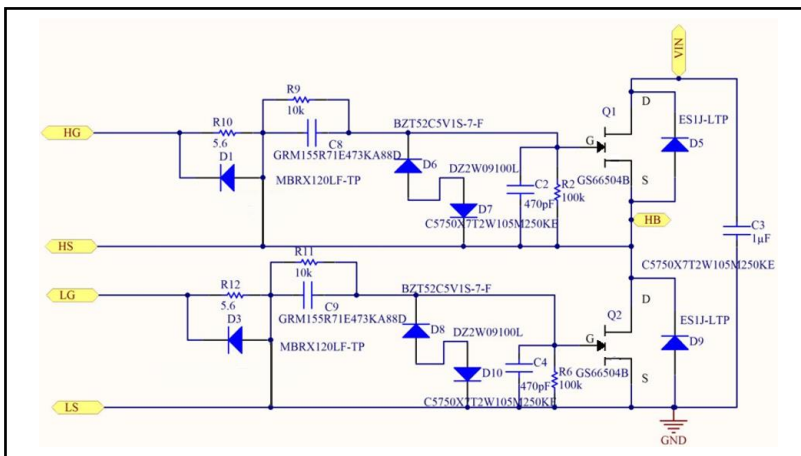 VIN
R9
10k
Q1
D
ES1J-LTP
R10
BZT52C5V1S-7-F
HG
5.6
C8
G
D5
GRM155R71E473KA88D
D1
D6
DZ2W09100L
C2
R2
GS66504B
S
MBRX120LF-TP
D7
470pF
100k
HB
C3
1µF
C5750X7T2W105M250KE
HS
R11
10k
C5750X7T2W105M250KE
LG
R12
BZT52C5V1S-7-F
D
5.6
C9
Q2
ES1J-LTP
GRM155R71E473KA88D
D3
D8
DZ2W09100L
G
D9
MBRX120LF-TP
C4
R6
GS66504B
D10
470pF
100k
S
C5750X7T2W105M250KE
LS
GND